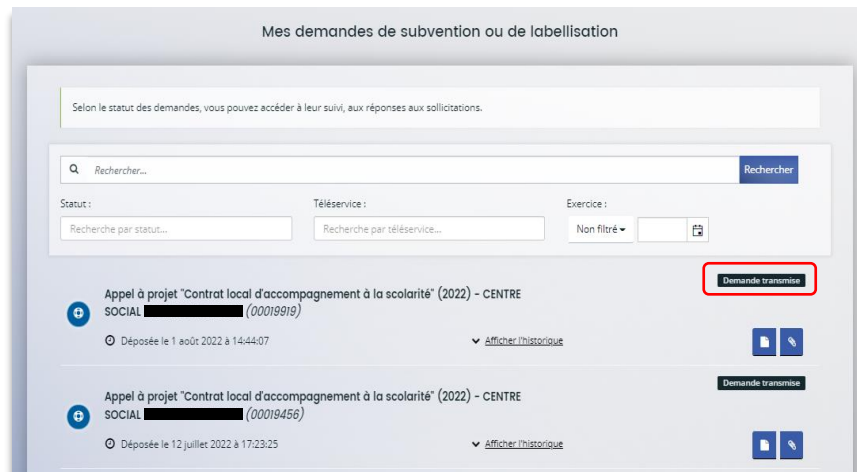 Mes demandes de subvention ou de labellisation
Selon le statut des demandes, vous pouvez accéder à leur suivi, aux réponses aux sollicitations.
Rechercher...
Rechercher
Statut :
Téléservice :
Exercice :
Recherche par statut...
Recherche par téléservice...
Non filtré
Demande transmise
Appel à projet "Contrat local d'accompagnement à la scolarité" (2022) - CENTRE
SOCIAL (00019919)
Déposée le 1 août 2022 à 14:44:07
Afficher l'historique
Demande transmise
Appel à projet "Contrat local d'accompagnement à la scolarité" (2022) - CENTRE
SOCIAL (00019456)
Déposée le 12 juillet 2022 à 17:23:25
Afficher l'historique